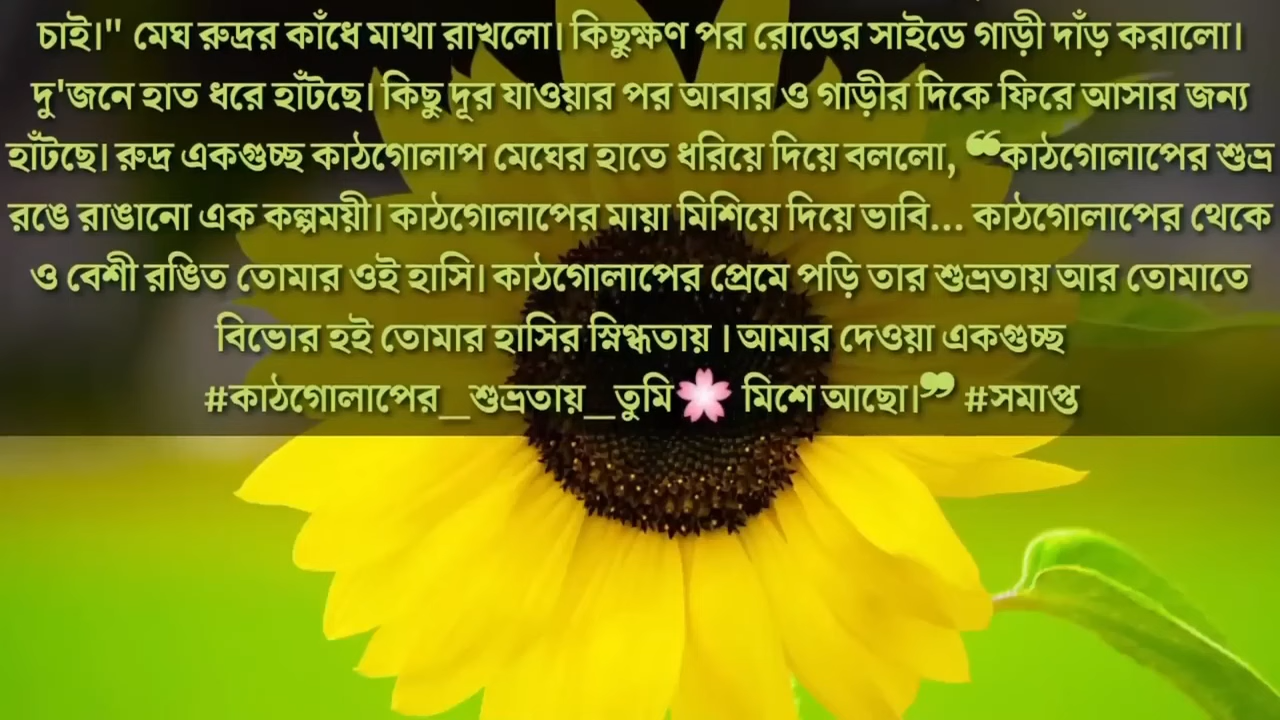 চাই।" মেঘ রুদ্রর কাঁধে মাথা রাখলো। কিছুক্ষণ পর রোডের সাইডে গাড়ী দাঁড় করালো।
দু'জনে হাত ধরে হাঁটছে। কিছু দূর যাওয়ার পর আবার ও গাড়ীর দিকে ফিরে আসার জন্য
হাঁটছে। রুদ্র একগুচ্ছ কাঠগোলাপ মেঘের হাতে ধরিয়ে দিয়ে বললো, ❝কাঠগোলাপের শুভ্র
রঙে রাঙানো এক কল্পময়ী। কাঠগোলাপের মায়া মিশিয়ে দিয়ে ভাবি... কাঠগোলাপের থেকে
ও বেশী রঙিত তোমার ওই হাসি। কাঠগোলাপের প্রেমে পড়ি তার শুভ্রতায় আর তোমাতে
বিভোর হই তোমার হাসির স্নিগ্ধতায় । আমার দেওয়া একগুচ্ছ
#কাঠগোলাপের_শুভ্রতায়_তুমি🌸 মিশে আছো।❞ #সমাপ্ত